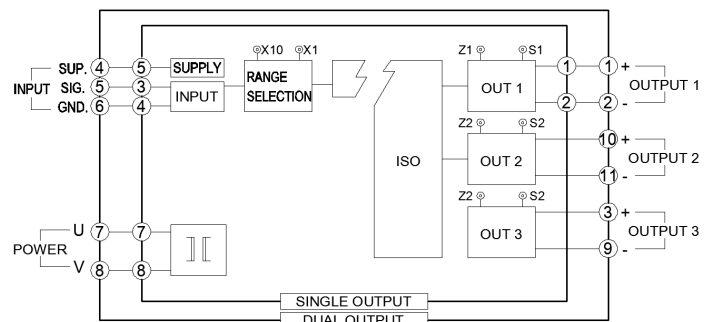 X10 X1 Z1 S1
SUP. 4 5 SUPPLY 1 1 +
INPUT SIG. 5 3 INPUT RANGE SELECTION OUT 1 OUTPUT 1
GND. 6 4 2 2 -
Z2 S2
10 +
ISO OUT 2 OUTPUT 2
11 -
Z2 S2
U 7 7 3 +
POWER OUT 3 OUTPUT 3
V 8 8 9 -
SINGLE OUTPUT
DUAL OUTPUT